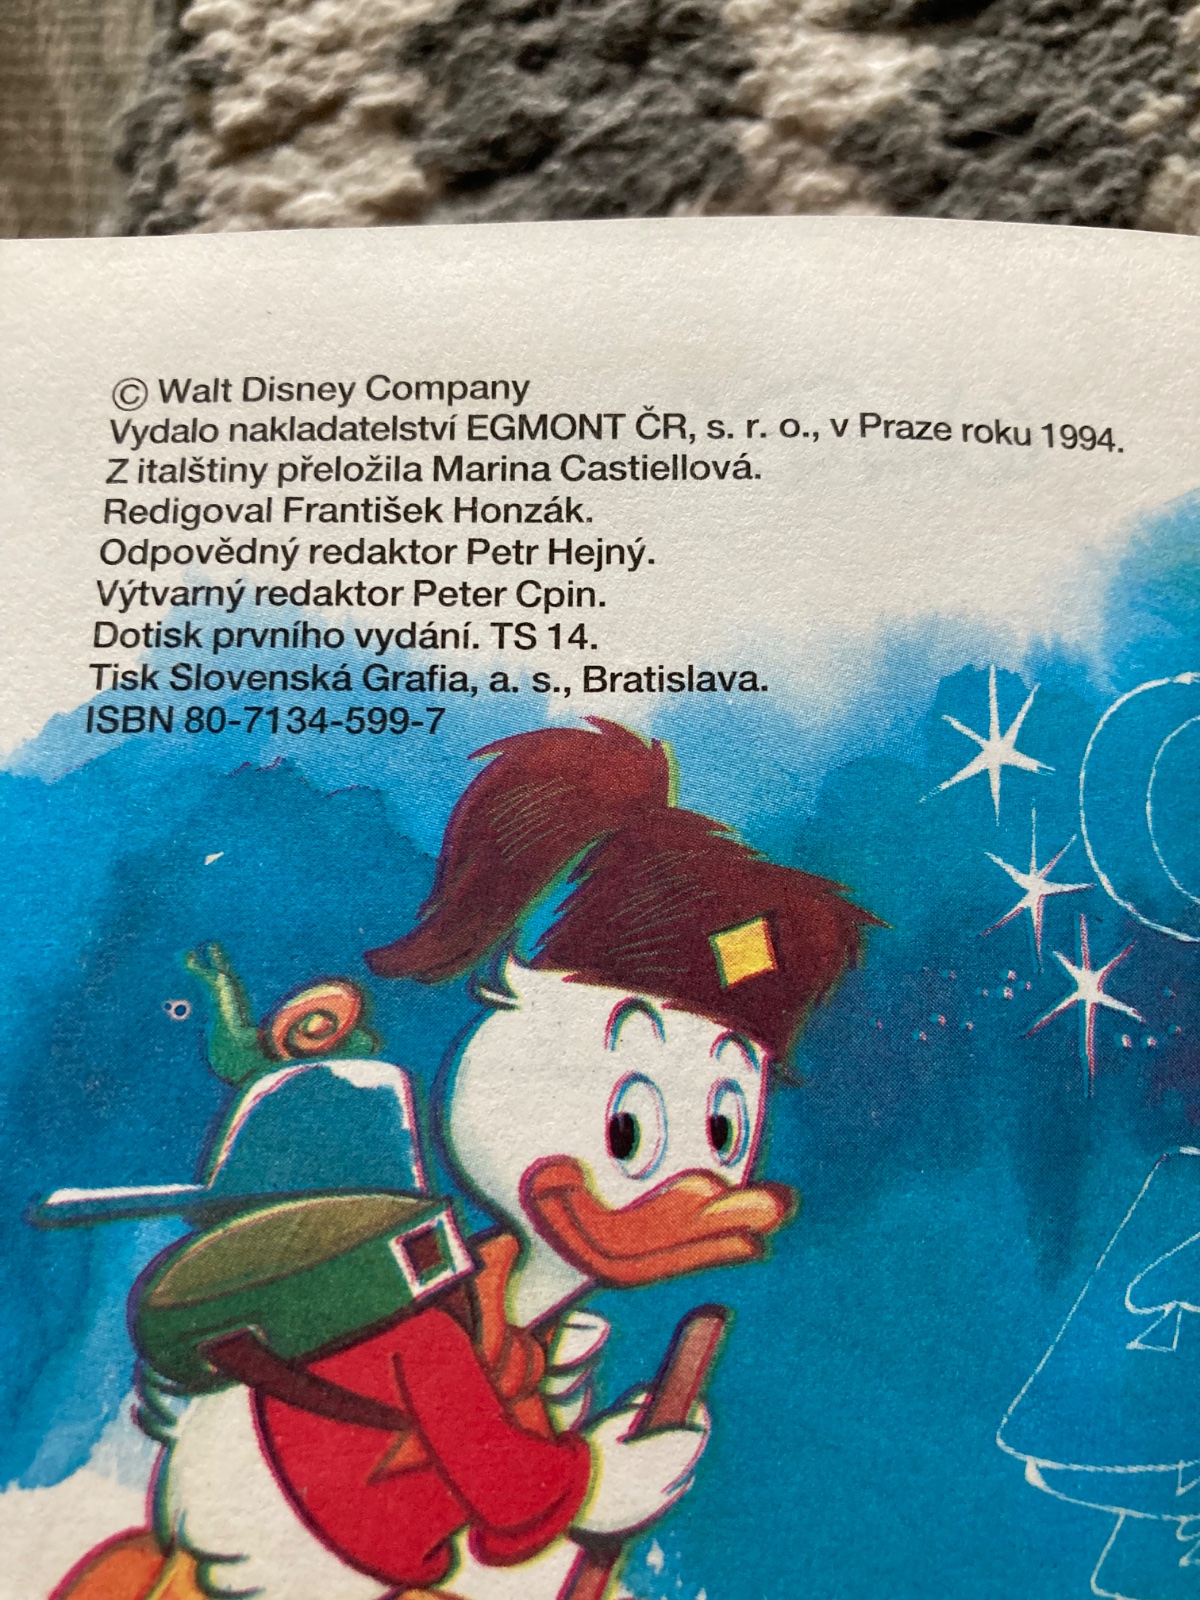 © Walt Disney Company
Vydalo nakladatelství EGMONT ČR, s. r. o., v Praze roku 1994.
Z italštiny přeložila Marina Castiellová.
Redigoval František Honzák.
Odpovědný redaktor Petr Hejný.
Výtvarný redaktor Peter Cpin.
Dotisk prvního vydání. TS 14.
Tisk Slovenská Grafia, a. s., Bratislava.
ISBN 80-7134-599-7